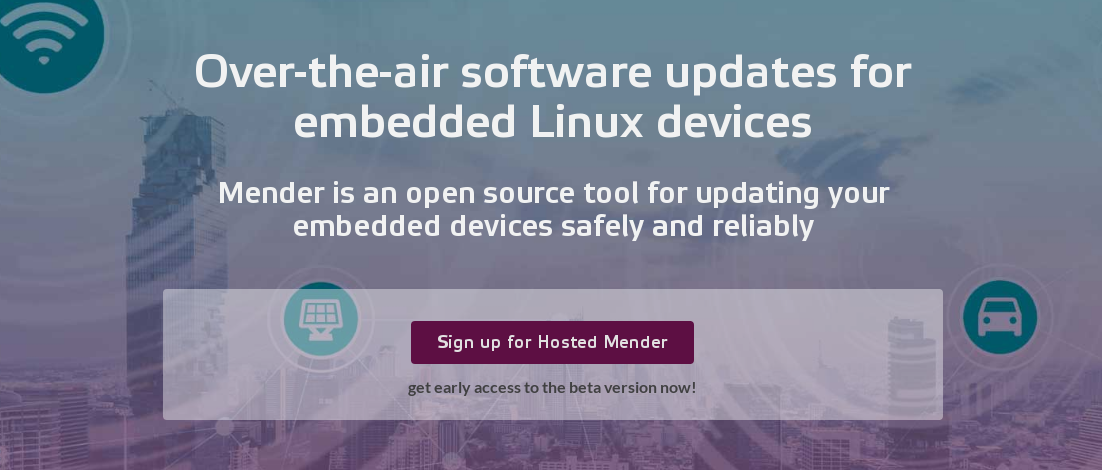 Over-the-air software updates for
embedded Linux devices
Mender is an open source tool for updating your
embedded devices safely and reliably
Sign up for Hosted Mender
get early access to the beta version now!